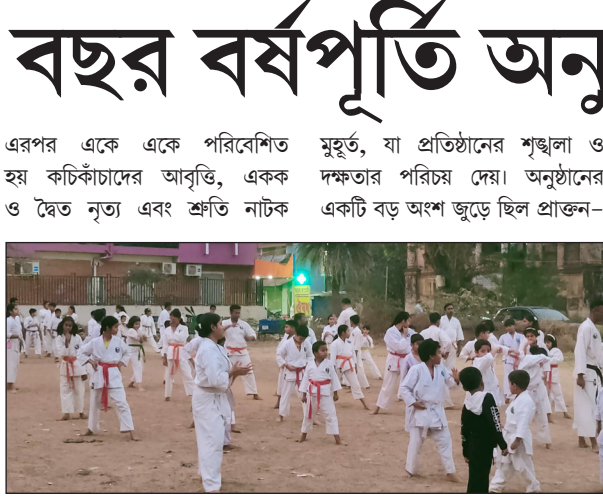 বছর বর্ষপূর্তি অনু
এরপর একে একে পরিবেশিত
হয় কচিকাঁচাদের আবৃত্তি, একক
ও দ্বৈত নৃত্য এবং শ্রুতি নাটক
মুহূর্ত, যা প্রতিষ্ঠানের শৃঙ্খলা ও
দক্ষতার পরিচয় দেয়। অনুষ্ঠানের
একটি বড় অংশ জুড়ে ছিল প্রাক্তন–